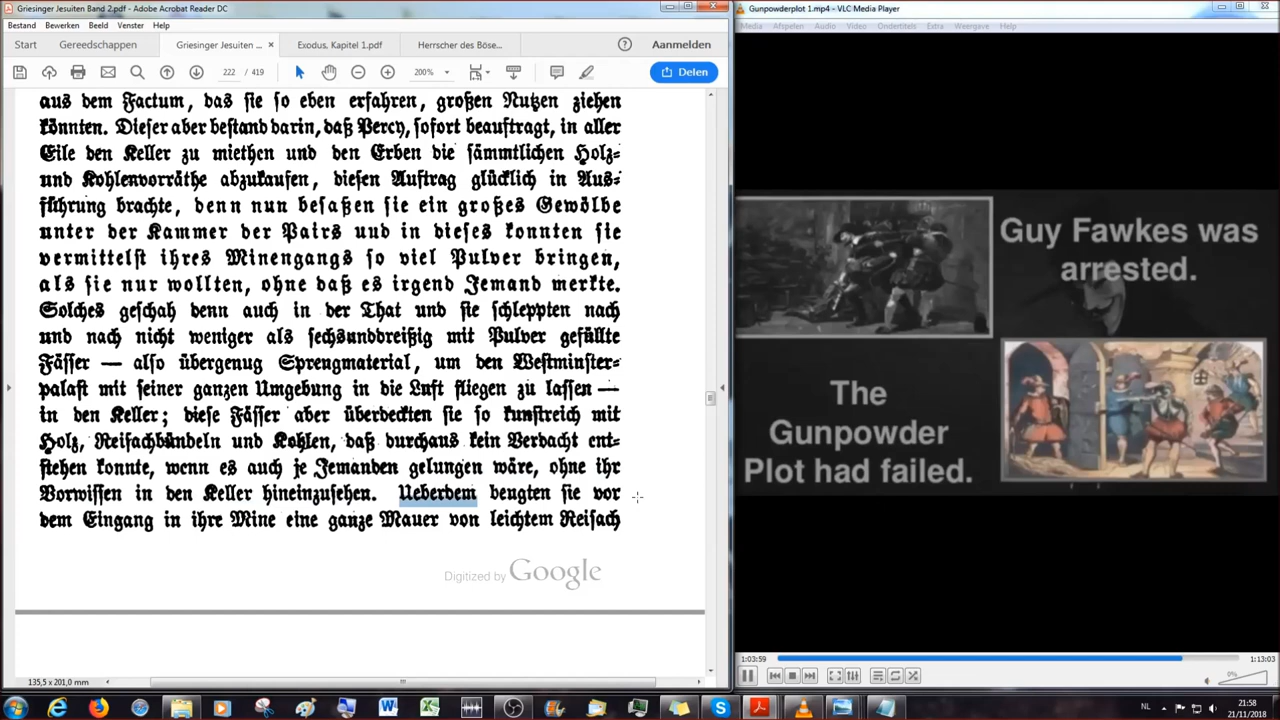 Griesinger Jesuiten Band 2.pdf - Adobe Acrobat Reader DC
Bestand Bewerken Beeld Venster Help
Start Gereedschappen Griesinger Jesuiten ... × Exodus, Kapitel 1.pdf Herrscher des Böse... Aanmelden
222 / 419 200% Delen
aus dem Factum, das sie so eben erfahren, großen Nutzen ziehen
könnten. Dieser aber bestand darin, daß Percy, sofort beauftragt, in aller
Eile den Keller zu miethen und den Erben die sämmtlichen Holz-
und Kohlenvorräthe abzukaufen, diesen Auftrag glücklich in Aus-
führung brachte, denn nun besaßen sie ein großes Gewölbe
unter der Kammer der Pairs und in dieses konnten sie
vermittelst ihres Minengangs so viel Pulver bringen,
als sie nur wollten, ohne daß es irgend Jemand merkte.
Solches geschah denn auch in der That und sie schleppten nach
und nach nicht weniger als sechsunddreißig mit Pulver gefüllte
Fässer — also übergenug Sprengmaterial, um den Westminster-
palast mit seiner ganzen Umgebung in die Luft fliegen zu lassen —
in den Keller; diese Fässer aber überdeckten sie so kunstreich mit
Holz, Reisachbündeln und Kohlen, daß durchaus kein Verdacht ent-
stehen konnte, wenn es auch je Jemanden gelungen wäre, ohne ihr
Vorwissen in den Keller hineinzusehen. Ueberdem beugten sie vor
dem Eingang in ihre Mine eine ganze Mauer von leichtem Reisach
Digitized by Google
135,5 x 201,0 mm
Gunpowderplot 1.mp4 - VLC Media Player
Media Afspelen Audio Video Ondertitels Extra Weergave Help
Guy Fawkes was
arrested.
The
Gunpowder
Plot had failed.
1:03:59 1:13:03
0%
NL 21:58
21/11/2018